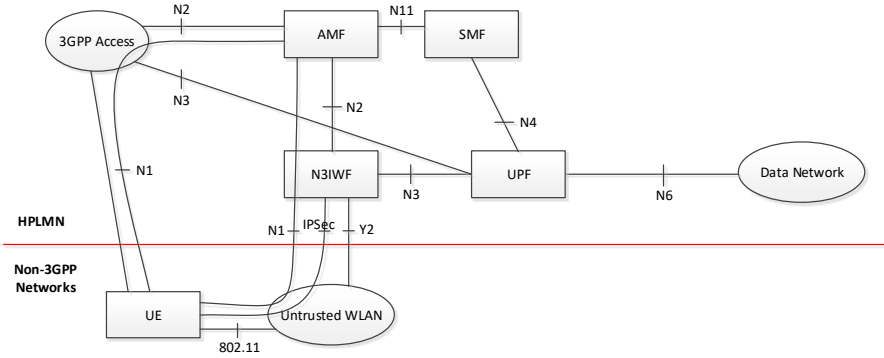 N2
N11
3GPP Access
AMF
SMF
N3
N2
N4
N1
N3IWF
UPF
Data Network
N3
N6
HPLMN
N1
IPSec
Y2
Non-3GPP
Networks
UE
Untrusted WLAN
802.11